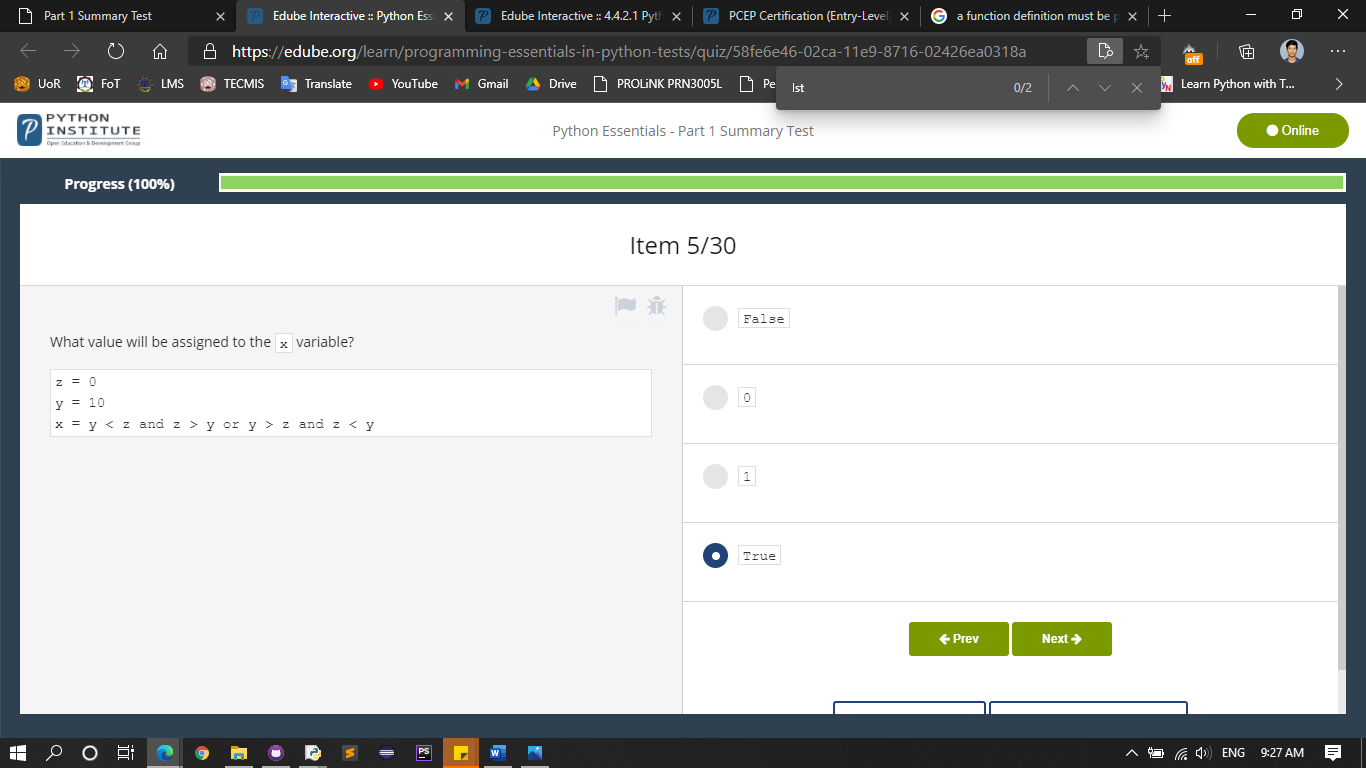 Part 1 Summary Test
Edube Interactive :: Python Ess
Edube Interactive :: 4.4.2.1 Pyth
PCEP Certification (Entry-Level
a function definition must be p
https://edube.org/learn/programming-essentials-in-python-tests/quiz/58fe6e46-02ca-11e9-8716-02426ea0318a
off
UoR
FoT
LMS
TECMIS
Translate
YouTube
Gmail
Drive
PROLiNK PRN3005L
Pe
lst
0/2
Learn Python with T...
PYTHON
INSTITUTE
Open Education & Development Group
Python Essentials - Part 1 Summary Test
Online
Progress (100%)
Item 5/30
What value will be assigned to the x variable?
z = 0
y = 10
x = y < z and z > y or y > z and z < y
False
0
1
True
Prev
Next
ENG
9:27 AM